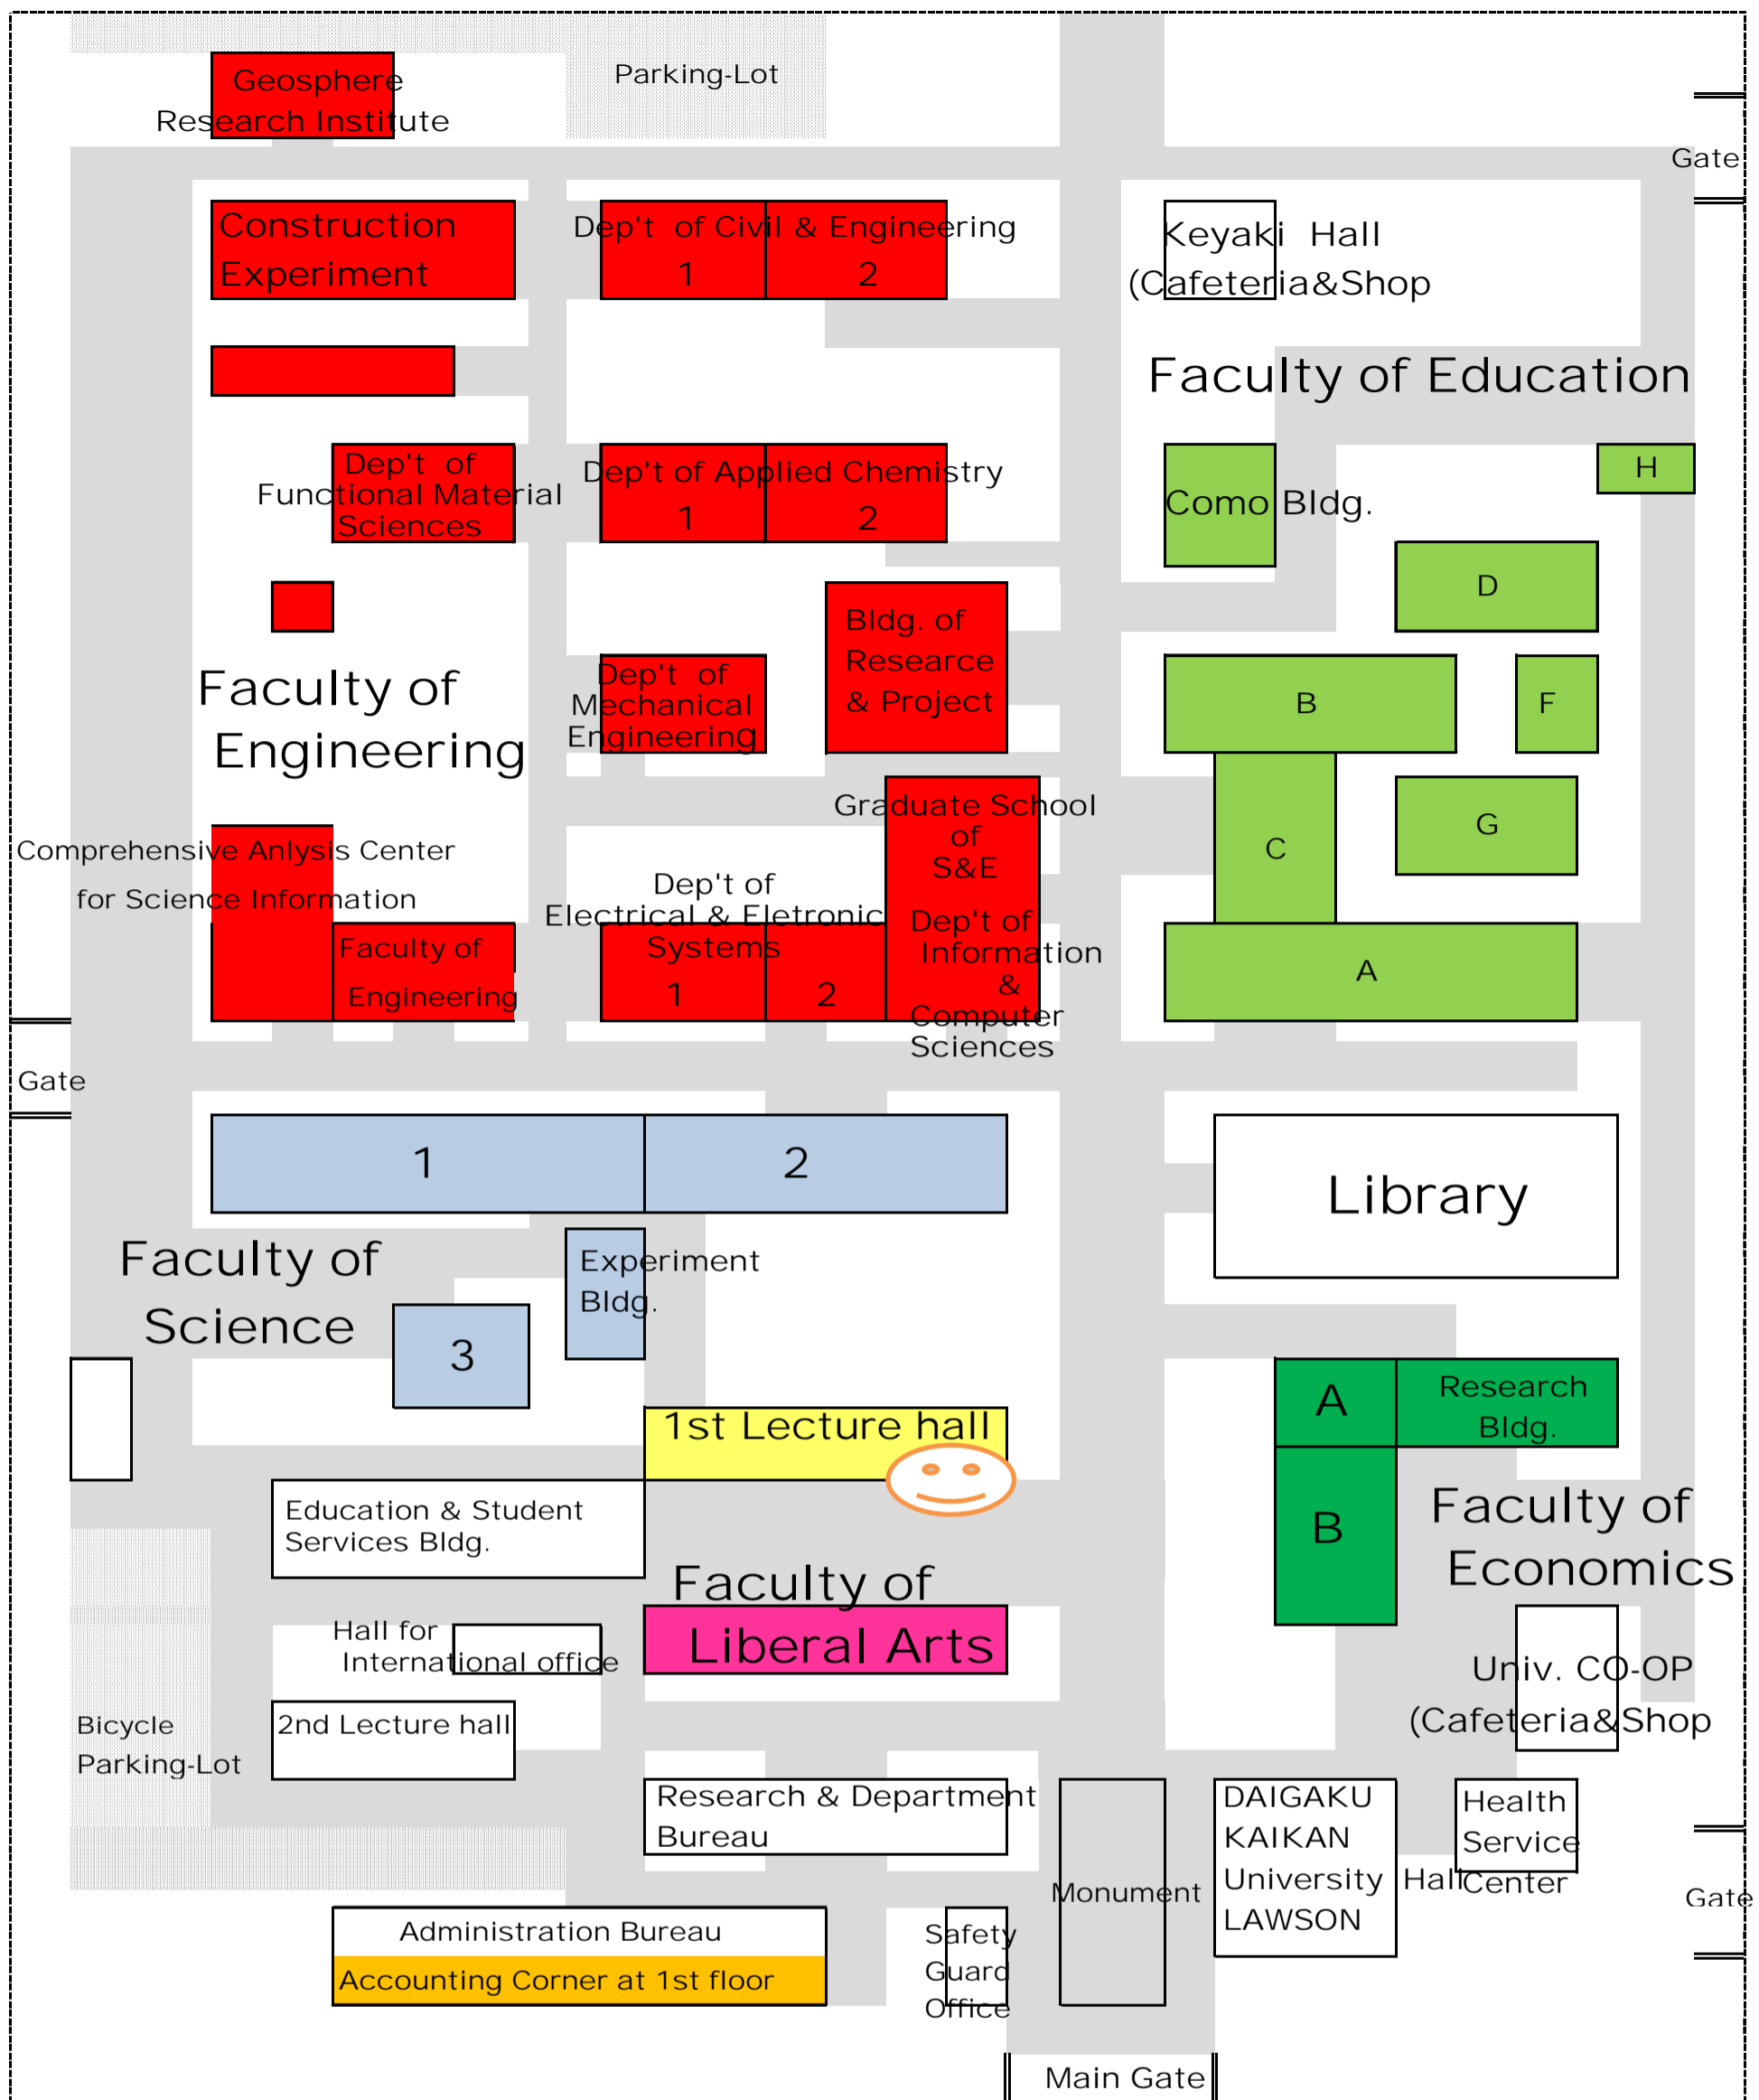 Geosphere
Research Institute
Parking-Lot
Gate
Construction
Experiment
Dep't of Civil & Engineering
1
2
Keyaki Hall
(Cafeteria&Shop
Faculty of Education
Dep't of
Functional Material
Sciences
Dep't of Applied Chemistry
1
2
Como Bldg.
H
D
Bldg. of
Researce
& Project
Faculty of
Engineering
Dep't of
Mechanical
Engineering
B
F
Graduate School
of
S&E
G
C
Comprehensive Anlysis Center
for Science Information
Dep't of
Electrical & Eletronic
Systems
1
2
Dep't of
Information
&
Computer
Sciences
Faculty of
Engineering
A
Gate
1
2
Library
Faculty of
Science
Experiment
Bldg.
3
A
Research
Bldg.
1st Lecture hall
B
Faculty of
Economics
Education & Student
Services Bldg.
Faculty of
Liberal Arts
Hall for
International office
Univ. CO-OP
(Cafeteria&Shop
Bicycle
Parking-Lot
2nd Lecture hall
Research & Department
Bureau
Monument
DAIGAKU
KAIKAN
University Hall
LAWSON
Health
Service
Center
Gate
Administration Bureau
Accounting Corner at 1st floor
Safety
Guard
Office
Main Gate